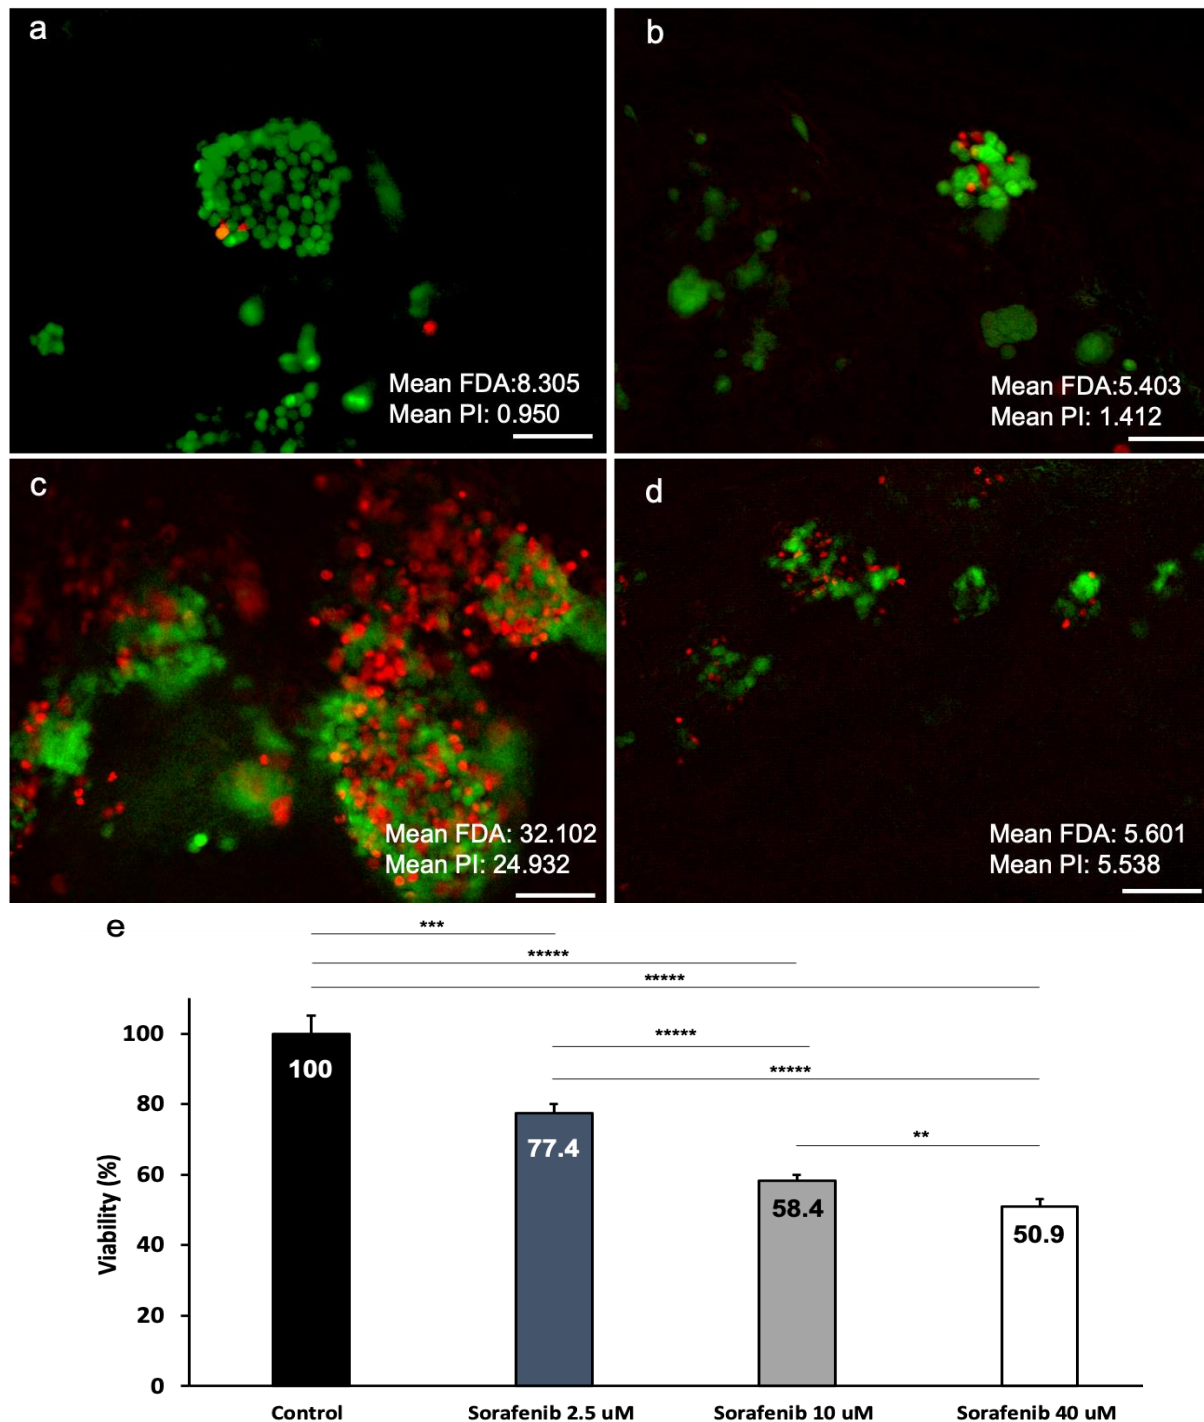 a
b
Mean FDA:8.305
Mean PI: 0.950
Mean FDA:5.403
Mean PI: 1.412
c
d
Mean FDA: 32.102
Mean PI: 24.932
Mean FDA: 5.601
Mean PI: 5.538
e
***
*****
*****
*****
*****
**
Viability (%)
100
80
60
40
20
0
100
77.4
58.4
50.9
Control
Sorafenib 2.5 uM
Sorafenib 10 uM
Sorafenib 40 uM